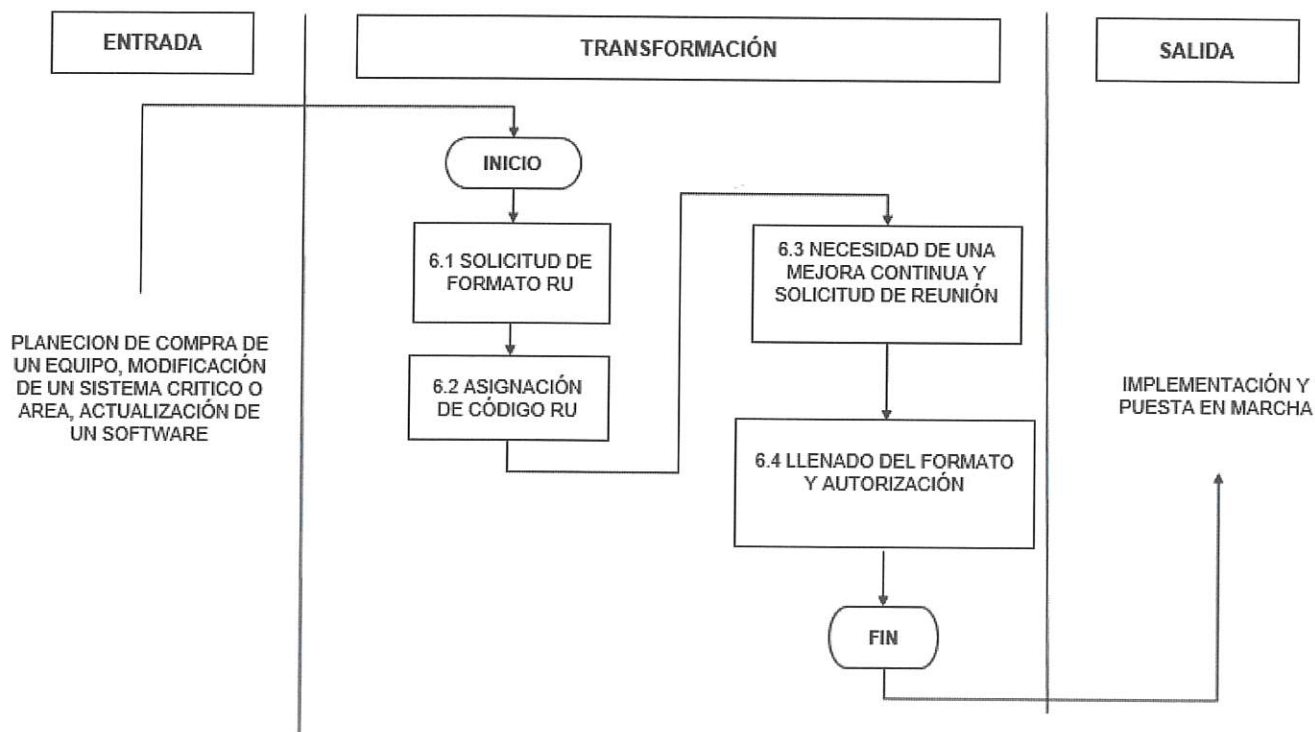 ENTRADA
TRANSFORMACIÓN
SALIDA
INICIO
6.1 SOLICITUD DE
FORMATO RU
6.2 ASIGNACIÓN
DE CÓDIGO RU
6.3 NECESIDAD DE UNA
MEJORA CONTINUA Y
SOLICITUD DE REUNIÓN
6.4 LLENADO DEL FORMATO
Y AUTORIZACIÓN
FIN
PLANECION DE COMPRA DE
UN EQUIPO, MODIFICACIÓN
DE UN SISTEMA CRITICO O
AREA, ACTUALIZACIÓN DE
UN SOFTWARE
IMPLEMENTACIÓN Y
PUESTA EN MARCHA